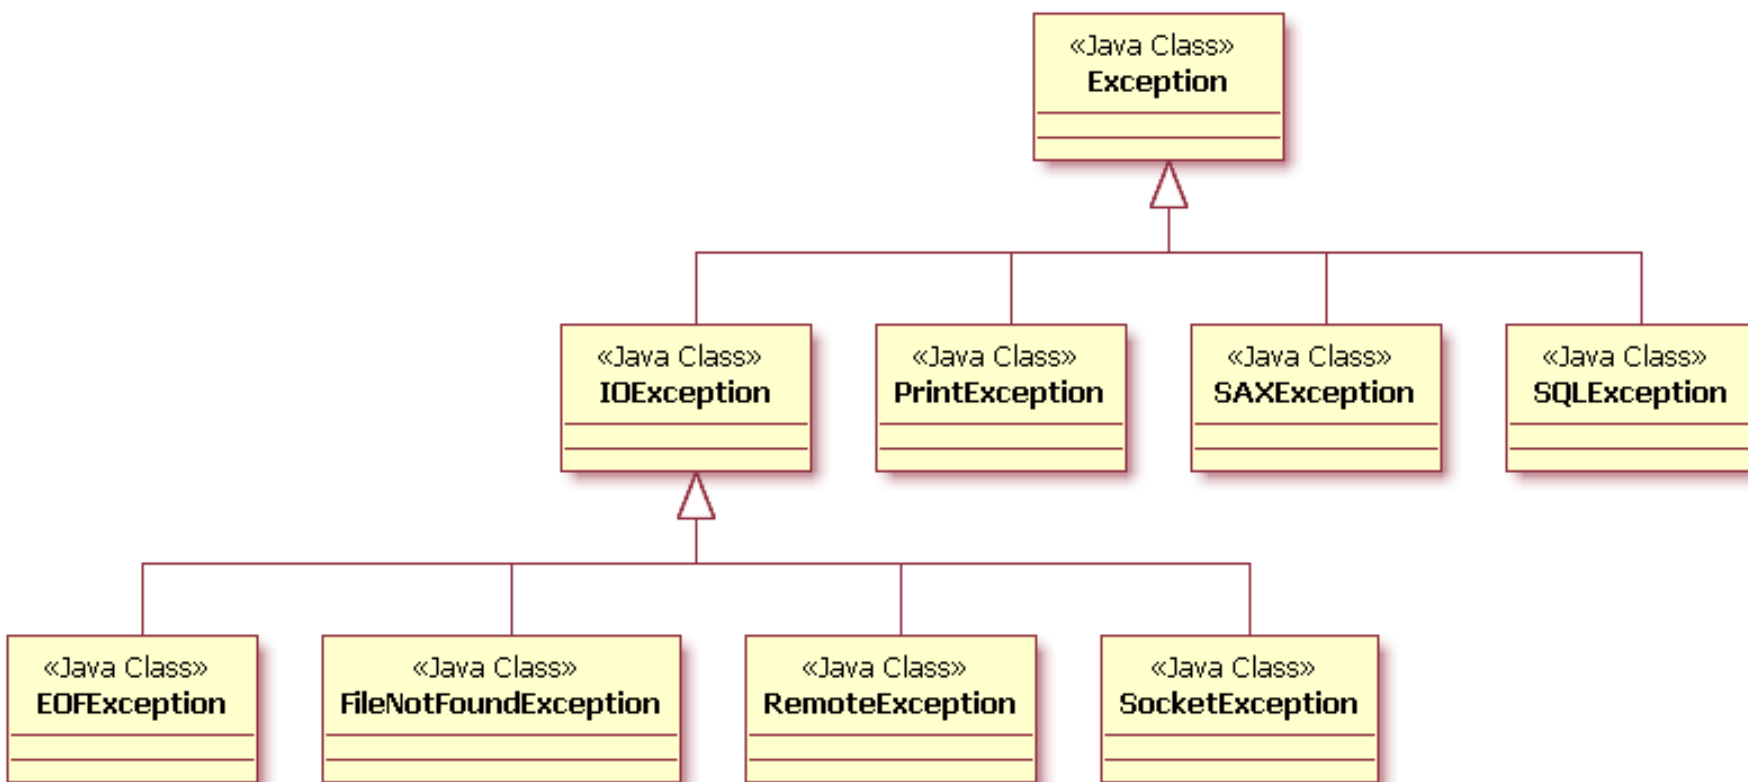 «Java Class»
Exception
«Java Class»
IOException
«Java Class»
PrintException
«Java Class»
SAXException
«Java Class»
SQLException
«Java Class»
EOFException
«Java Class»
FileNotFoundException
«Java Class»
RemoteException
«Java Class»
SocketException